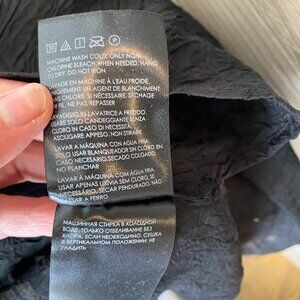 MACHINE WASH COLD, ONLY NON
CHLORINE BLEACH WHEN NEEDED, HANG
TO DRY, DO NOT IRON
LAVAGE EN MACHINE À L'EAU FROIDE,
UNIQUEMENT UN AGENT DE BLANCHIMENT
SANS CHLORE SI NÉCESSAIRE, SÉCHAGE
FIL, NE PAS REPASSER
LAVAGGIO IN LAVATRICE A FREDDO,
USARE SOLO CANDEGGIANTE SENZA
CLORO IN CASO DI NECESSITÀ,
ASCIUGARE APPESO, NON STIRARE
LAVAR A MÁQUINA CON AGUA FRÍA,
USAR SOLO BLANQUEADOR SIN CLORO EN
CASO NECESARIO, SECADO COLGADO,
NO PLANCHAR
LAVAR À MÁQUINA COM ÁGUA FRIA,
USAR APENAS LIXÍVIA SEM CLORO, SE
NECESSÁRIO, SECAR PENDURADO, NÃO
PASSAR A FERRO
МАШИННАЯ СТИРКА В ХОЛОДНОЙ
ВОДЕ, ТОЛЬКО ОТБЕЛИВАНИЕ БЕЗ
ХЛОРА, ЕСЛИ НЕОБХОДИМО, СУШКА
В ВЕРТИКАЛЬНОМ ПОЛОЖЕНИИ, НЕ
ГЛАДИТЬ